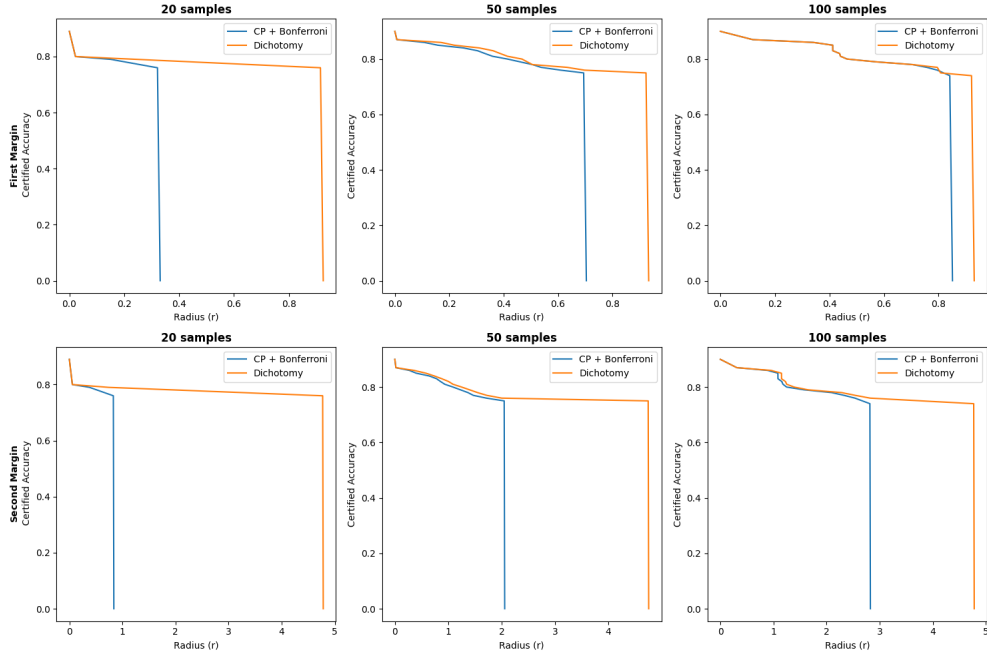 20 samples
50 samples
100 samples
First Margin
Certified Accuracy
0.8
0.6
0.4
0.2
0.0
CP + Bonferroni
Dichotomy
0.0 0.2 0.4 0.6 0.8
Radius (r)
Certified Accuracy
0.8
0.6
0.4
0.2
0.0
CP + Bonferroni
Dichotomy
0.0 0.2 0.4 0.6 0.8
Radius (r)
Certified Accuracy
0.8
0.6
0.4
0.2
0.0
CP + Bonferroni
Dichotomy
0.0 0.2 0.4 0.6 0.8
Radius (r)
20 samples
50 samples
100 samples
Second Margin
Certified Accuracy
0.8
0.6
0.4
0.2
0.0
CP + Bonferroni
Dichotomy
0 1 2 3 4 5
Radius (r)
Certified Accuracy
0.8
0.6
0.4
0.2
0.0
CP + Bonferroni
Dichotomy
0 1 2 3 4 5
Radius (r)
Certified Accuracy
0.8
0.6
0.4
0.2
0.0
CP + Bonferroni
Dichotomy
0 1 2 3 4 5
Radius (r)